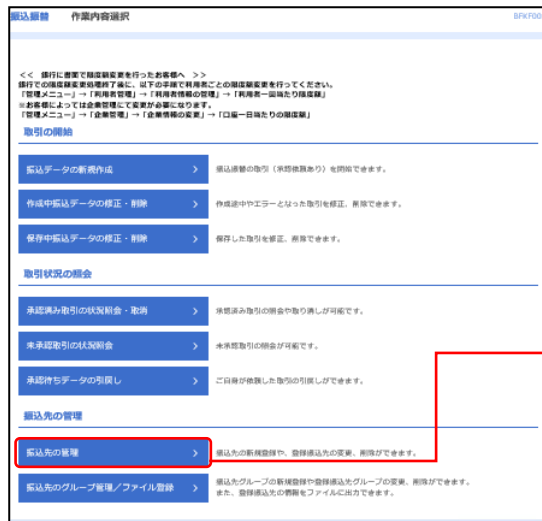 振込振替 作業内容選択 BFKF00
<< 銀行に書面で限度額変更を行ったお客様へ >>
銀行での限度額変更処理終了後に、以下の手順で利用者ごとの限度額変更を行ってください。
「管理メニュー」→「利用者管理」→「利用者情報の管理」→「利用者一回当たり限度額」
※お客様によっては企業管理にて変更が必要になります。
「管理メニュー」→「企業管理」→「企業情報の変更」→「口座一日当たりの限度額」
取引の開始
振込データの新規作成 > 振込振替の取引（承認依頼あり）を開始できます。
作成中振込データの修正・削除 > 作成途中やエラーとなった取引を修正、削除できます。
保存中振込データの修正・削除 > 保存した取引を修正、削除できます。
取引状況の照会
承認済み取引の状況照会・取消 > 承認済み取引の照会や取り消しが可能です。
未承認取引の状況照会 > 未承認取引の照会が可能です。
承認待ちデータの引戻し > ご自身が依頼した取引の引戻しができます。
振込先の管理
振込先の管理 > 振込先の新規登録や、登録振込先の変更、削除ができます。
振込先のグループ管理／ファイル登録 > 振込先グループの新規登録や登録振込先グループの変更、削除ができます。
また、登録振込先の情報をファイルに出力できます。